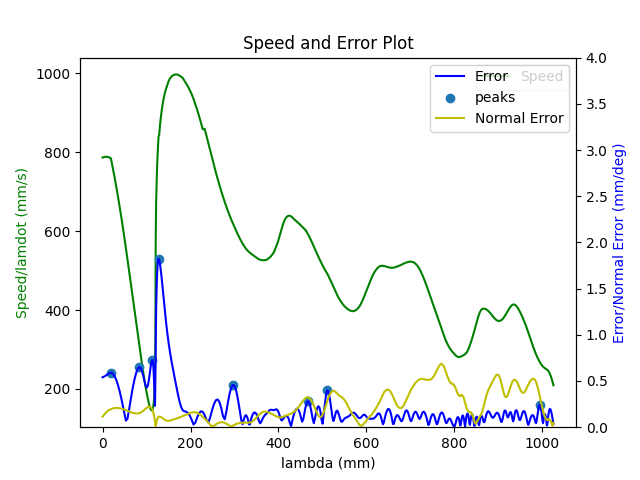 Speed and Error Plot
Speed/lamdot (mm/s)
1000
800
600
400
200
0
200
400
600
800
1000
lambda (mm)
4.0
3.5
3.0
2.5
2.0
1.5
1.0
0.5
0.0
Error/Normal Error (mm/deg)
Error
Speed
peaks
Normal Error